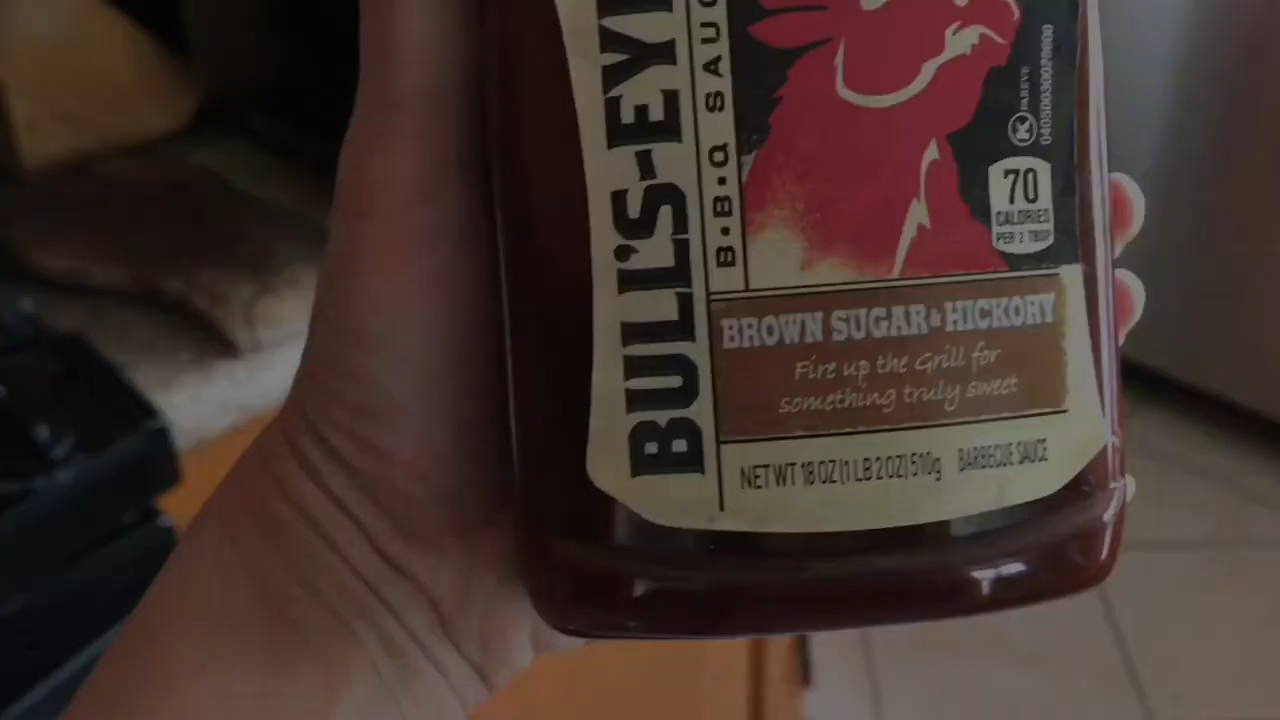 BULL'S-EYE
B•B•Q SAUC
K PAREVE
70
CALORIES
PER 2 TBSP
BROWN SUGAR & HICKORY
Fire up the Grill for
something truly sweet
NET WT 18 OZ (1 LB 2 OZ) 510g BARBECUE SAUCE